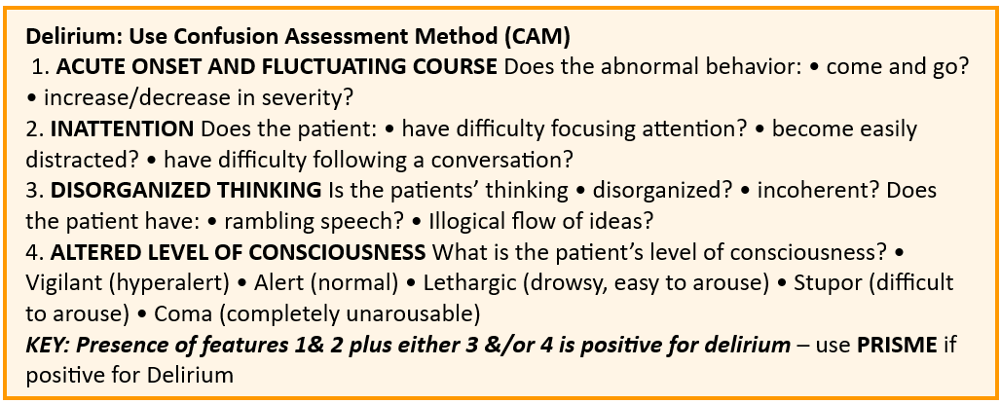 Delirium: Use Confusion Assessment Method (CAM)
1. ACUTE ONSET AND FLUCTUATING COURSE Does the abnormal behavior: • come and go?
• increase/decrease in severity?
2. INATTENTION Does the patient: • have difficulty focusing attention? • become easily
distracted? • have difficulty following a conversation?
3. DISORGANIZED THINKING Is the patients’ thinking • disorganized? • incoherent? Does
the patient have: • rambling speech? • Illogical flow of ideas?
4. ALTERED LEVEL OF CONSCIOUSNESS What is the patient’s level of consciousness? •
Vigilant (hyperalert) • Alert (normal) • Lethargic (drowsy, easy to arouse) • Stupor (difficult
to arouse) • Coma (completely unarousable)
KEY: Presence of features 1& 2 plus either 3 &/or 4 is positive for delirium – use PRISME if
positive for Delirium